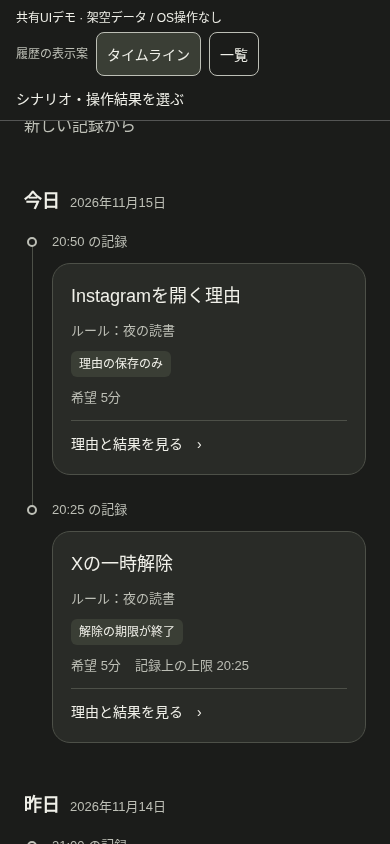 共有UIデモ · 架空データ / OS操作なし
履歴の表示案 タイムライン 一覧
シナリオ・操作結果を選ぶ
新しい記録から
今日 2026年11月15日
20:50 の記録
Instagramを開く理由
ルール：夜の読書
理由の保存のみ
希望 5分
理由と結果を見る ›
20:25 の記録
Xの一時解除
ルール：夜の読書
解除の期限が終了
希望 5分 記録上の上限 20:25
理由と結果を見る ›
昨日 2026年11月14日
21:00 の記録